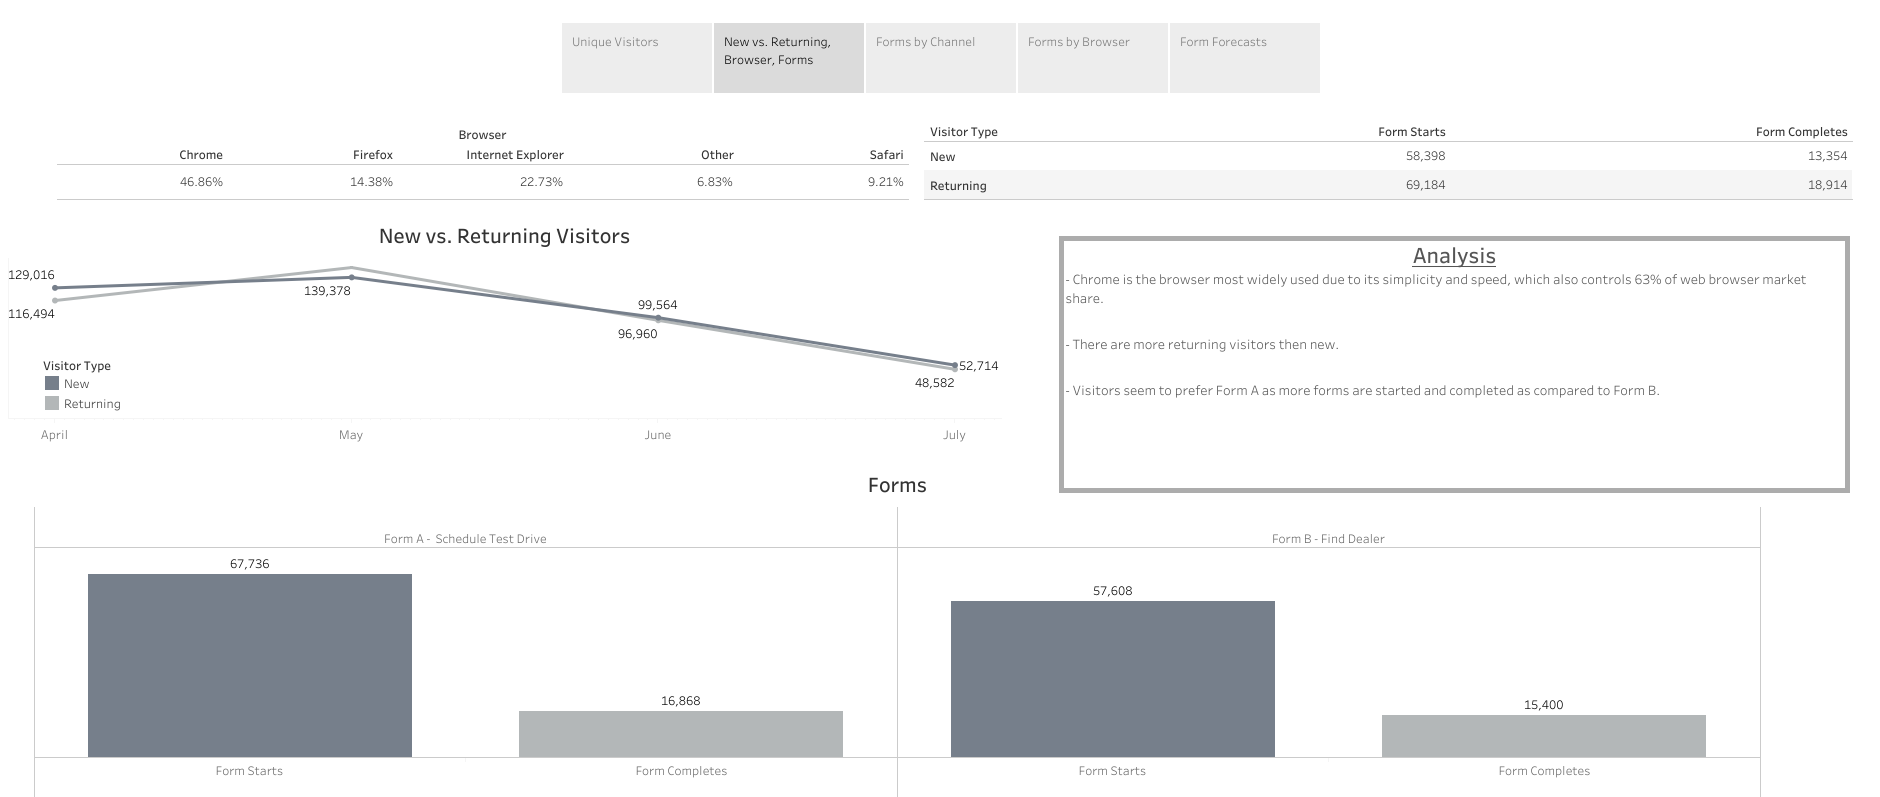 Unique Visitors
New vs. Returning,
Browser, Forms
Forms by Channel
Forms by Browser
Form Forecasts
Browser
Chrome Firefox Internet Explorer Other Safari
46.86% 14.38% 22.73% 6.83% 9.21%
Visitor Type Form Starts Form Completes
New 58,398 13,354
Returning 69,184 18,914
New vs. Returning Visitors
129,016
116,494
139,378
99,564
96,960
52,714
48,582
Visitor Type
New
Returning
April May June July
Analysis
- Chrome is the browser most widely used due to its simplicity and speed, which also controls 63% of web browser market
share.
- There are more returning visitors then new.
- Visitors seem to prefer Form A as more forms are started and completed as compared to Form B.
Forms
Form A - Schedule Test Drive
67,736
16,868
Form Starts Form Completes
Form B - Find Dealer
57,608
15,400
Form Starts Form Completes